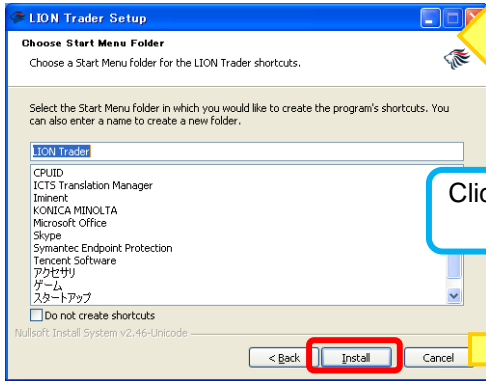 LION Trader Setup
Choose Start Menu Folder
Choose a Start Menu folder for the LION Trader shortcuts.
Select the Start Menu folder in which you would like to create the program's shortcuts. You
can also enter a name to create a new folder.
LION Trader
CPUID
ICTS Translation Manager
Iminent
KONICA MINOLTA
Microsoft Office
Skype
Symantec Endpoint Protection
Tencent Software
アクセサリ
ゲーム
スタートアップ
Do not create shortcuts
Nullsoft Install System v2.46-Unicode
< Back
Install
Cancel